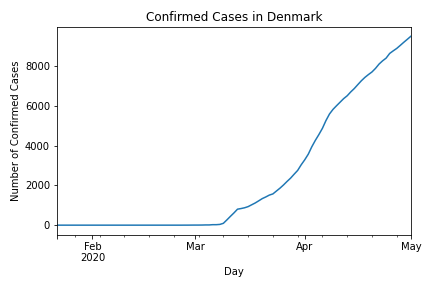 Confirmed Cases in Denmark
Number of Confirmed Cases
8000
6000
4000
2000
0
Feb
2020
Mar
Apr
May
Day